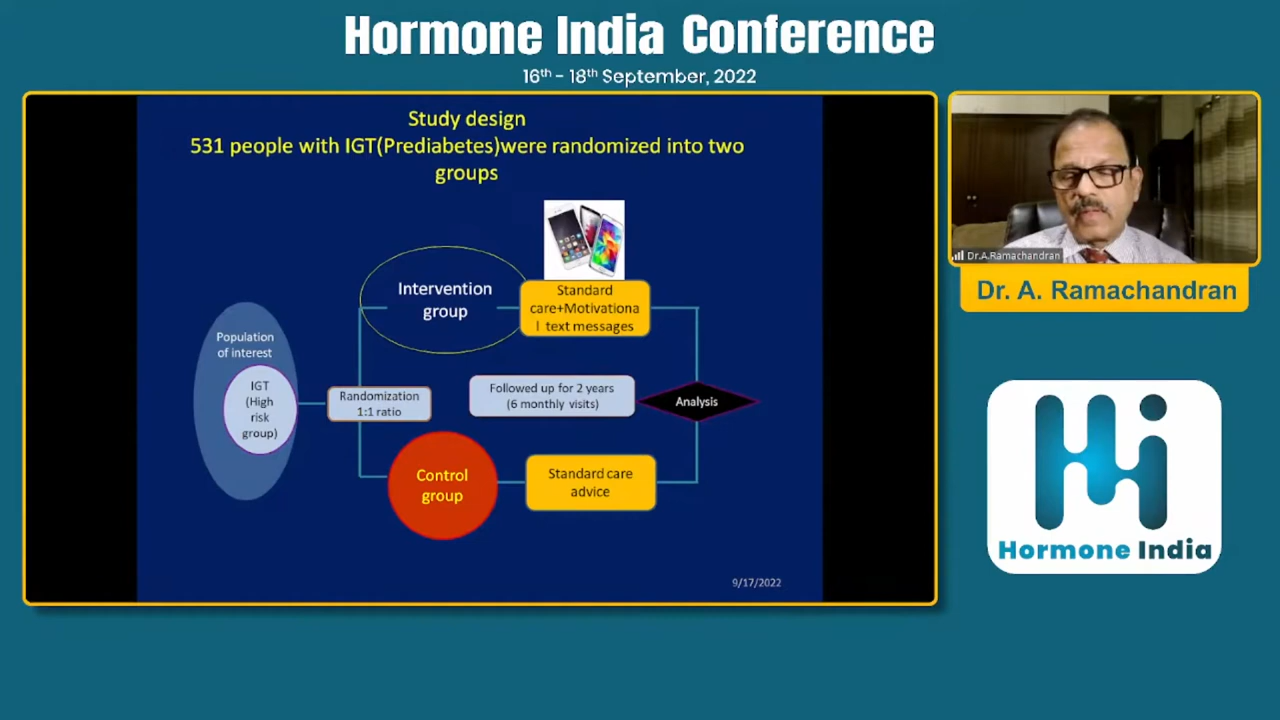 Hormone India Conference
16th - 18th September, 2022
Study design
531 people with IGT(Prediabetes)were randomized into two
groups
Intervention
group
Standard
care+Motivationa
l text messages
Population
of interest
IGT
(High
risk
group)
Randomization
1:1 ratio
Followed up for 2 years
(6 monthly visits)
Analysis
Control
group
Standard care
advice
9/17/2022
Dr.A.Ramachandran
Dr. A. Ramachandran
Hi
Hormone India